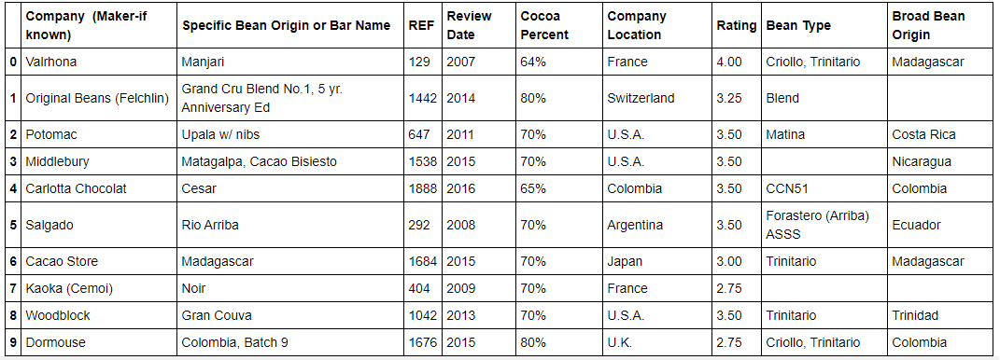 Company (Maker-if known) Specific Bean Origin or Bar Name REF Review Date Cocoa Percent Company Location Rating Bean Type Broad Bean Origin
0 Valrhona Manjari 129 2007 64% France 4.00 Criollo, Trinitario Madagascar
1 Original Beans (Felchlin) Grand Cru Blend No.1, 5 yr. Anniversary Ed 1442 2014 80% Switzerland 3.25 Blend
2 Potomac Upala w/ nibs 647 2011 70% U.S.A. 3.50 Matina Costa Rica
3 Middlebury Matagalpa, Cacao Bisiesto 1538 2015 70% U.S.A. 3.50 Nicaragua
4 Carlotta Chocolat Cesar 1888 2016 65% Colombia 3.50 CCN51 Colombia
5 Salgado Rio Arriba 292 2008 70% Argentina 3.50 Forastero (Arriba) ASSS Ecuador
6 Cacao Store Madagascar 1684 2015 70% Japan 3.00 Trinitario Madagascar
7 Kaoka (Cemoi) Noir 404 2009 70% France 2.75
8 Woodblock Gran Couva 1042 2013 70% U.S.A. 3.50 Trinitario Trinidad
9 Dormouse Colombia, Batch 9 1676 2015 80% U.K. 2.75 Criollo, Trinitario Colombia